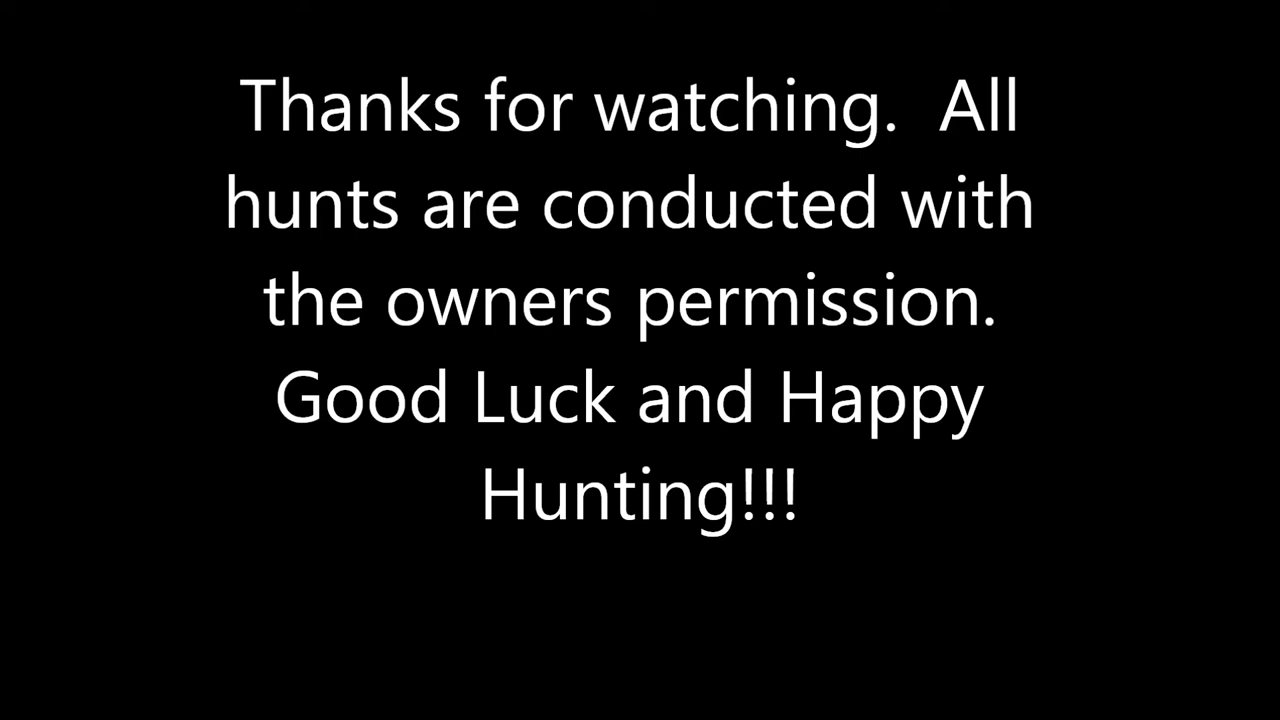 Thanks for watching.  All
hunts are conducted with
the owners permission.
Good Luck and Happy
Hunting!!!